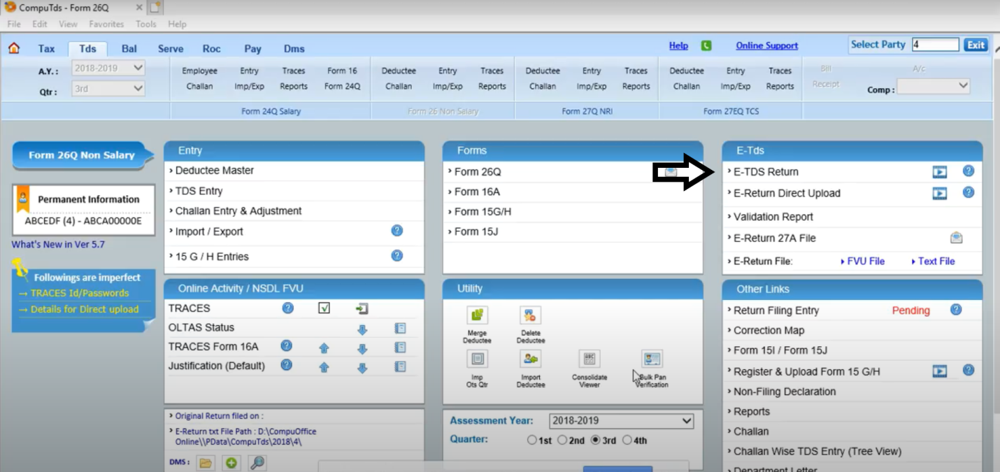 CompuTds - Form 26Q
File Edit View Favorites Tools Help
Tax Tds Bal Serve Roc Pay Dms
Help Online Support
Select Party 4 Exit
A.Y. : 2018-2019
Qtr : 3rd
Employee Entry Traces Form 16
Challan Imp/Exp Reports Form 24Q
Form 24Q Salary
Deductee Entry Traces
Challan Imp/Exp Reports
Form 26 Non Salary
Deductee Entry Traces
Challan Imp/Exp Reports
Form 27Q NRI
Deductee Entry Traces
Challan Imp/Exp Reports
Form 27EQ TCS
Bill A/c
Receipt
Comp :
Form 26Q Non Salary
Permanent Information
ABCEDF (4) - ABCA00000E
What's New in Ver 5.7
Followings are imperfect
→ TRACES Id/Passwords
→ Details for Direct upload
Entry
› Deductee Master
› TDS Entry
› Challan Entry & Adjustment
› Import / Export
› 15 G / H Entries
Online Activity / NSDL FVU
TRACES
OLTAS Status
TRACES Form 16A
Justification (Default)
› Original Return filed on :
› E-Return txt File Path : D:\CompuOffice
Online\\PData\CompuTds\2018\4\
DMS :
Forms
› Form 26Q
› Form 16A
› Form 15G/H
› Form 15J
Utility
Merge
Deductee
Delete
Deductee
Imp
Ots Qtr
Import
Deductee
Consolidate
Viewer
Bulk Pan
Verification
Assessment Year: 2018-2019
Quarter: 1st 2nd 3rd 4th
E-Tds
› E-TDS Return
› E-Return Direct Upload
› Validation Report
› E-Return 27A File
› E-Return File: FVU File Text File
Other Links
› Return Filing Entry Pending
› Correction Map
› Form 15I / Form 15J
› Register & Upload Form 15 G/H
› Non-Filing Declaration
› Reports
› Challan
› Challan Wise TDS Entry (Tree View)
› Department Letter